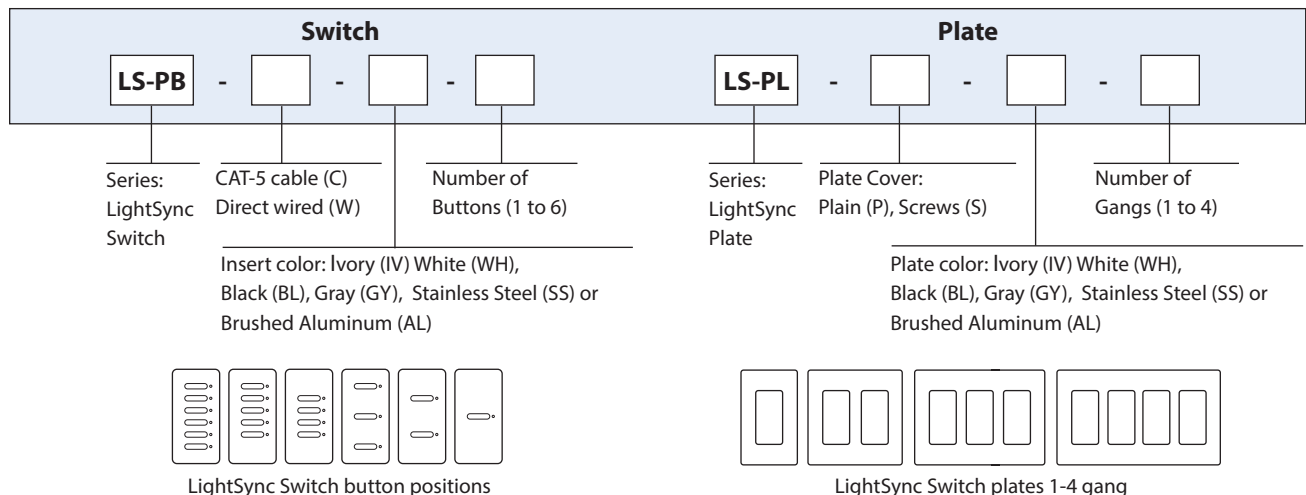 Switch
Plate
LS-PB - - -
LS-PL - - -
Series:
LightSync
Switch
CAT-5 cable (C)
Direct wired (W)
Number of
Buttons (1 to 6)
Insert color: Ivory (IV) White (WH),
Black (BL), Gray (GY), Stainless Steel (SS) or
Brushed Aluminum (AL)
Series:
LightSync
Plate
Plate Cover:
Plain (P), Screws (S)
Number of
Gangs (1 to 4)
Plate color: Ivory (IV) White (WH),
Black (BL), Gray (GY), Stainless Steel (SS) or
Brushed Aluminum (AL)
LightSync Switch button positions
LightSync Switch plates 1-4 gang